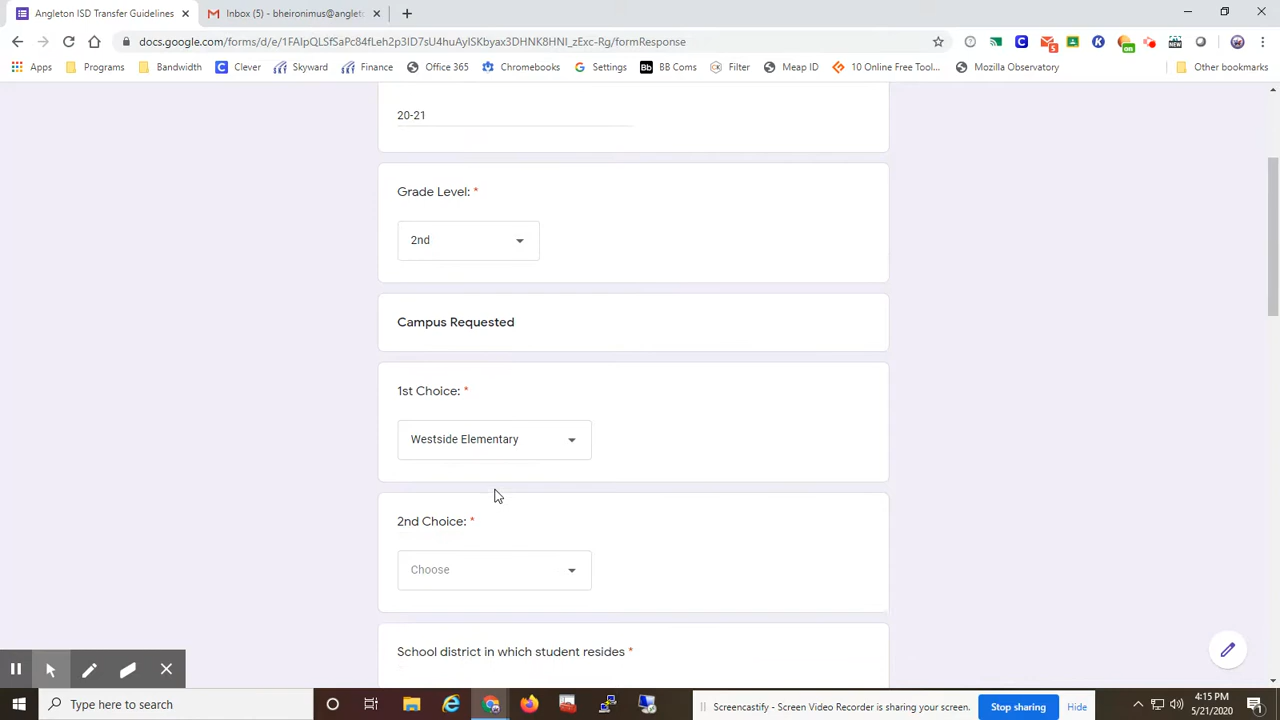 Angleton ISD Transfer Guidelines
Inbox (5) - bheironimus@anglet
docs.google.com/forms/d/e/1FAIpQLSfSaPc84fLeh2p3ID7sU4huAyISKbyax3DHNK8HNI_zExc-Rg/formResponse
Apps Programs Bandwidth Clever Skyward Finance Office 365 Chromebooks Settings BB Coms Filter Meap ID 10 Online Free Tool... Mozilla Observatory Other bookmarks
20-21
Grade Level: *
2nd
Campus Requested
1st Choice: *
Westside Elementary
2nd Choice: *
Choose
School district in which student resides *
Type here to search
Screencastify - Screen Video Recorder is sharing your screen.
Stop sharing
Hide
4:15 PM
5/21/2020